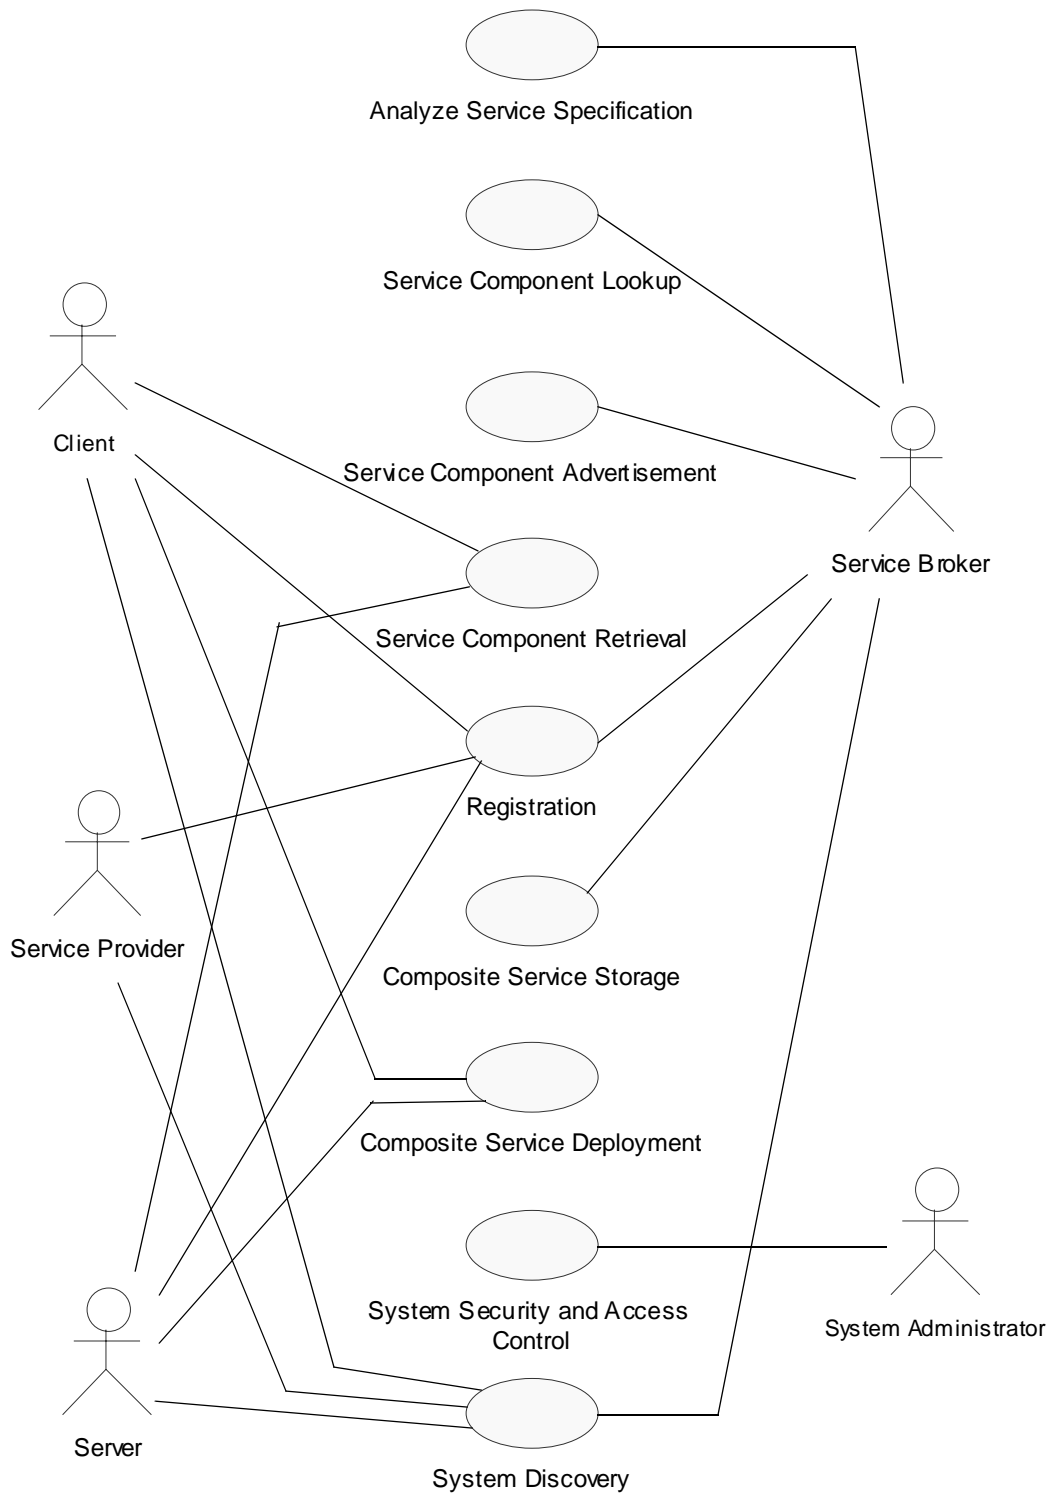 Analyze Service Specification
Service Component Lookup
Client
Service Component Advertisement
Service Broker
Service Component Retrieval
Registration
Service Provider
Composite Service Storage
Composite Service Deployment
System Security and Access
Control
System Administrator
Server
System Discovery